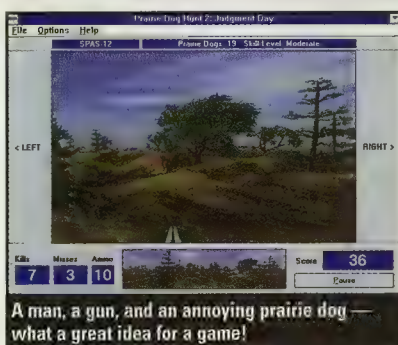 Prairie Dog Hunt 2: Judgment Day
File Options Help
SPAS-12 Prairie Dogs 19 Skill Level Moderate
< LEFT
RIGHT >
Kills Misses Ammo Score 36
7 3 10 Pause
A man, a gun, and an annoying prairie dog —
what a great idea for a game!